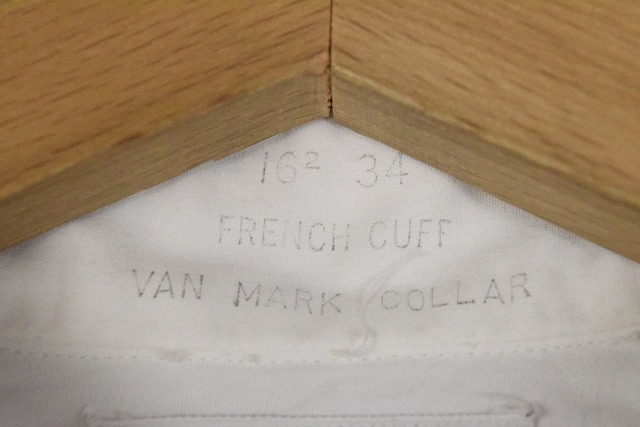 16² 34
FRENCH CUFF
VAN MARK COLLAR